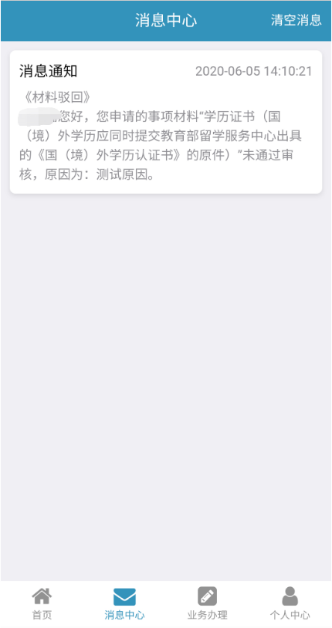 消息中心 清空消息
消息通知 2020-06-05 14:10:21
《材料驳回》
您好，您申请的事项材料“学历证书（国
（境）外学历应同时提交教育部留学服务中心出具
的《国（境）外学历认证书》的原件）”未通过审
核，原因为：测试原因。
首页 消息中心 业务办理 个人中心